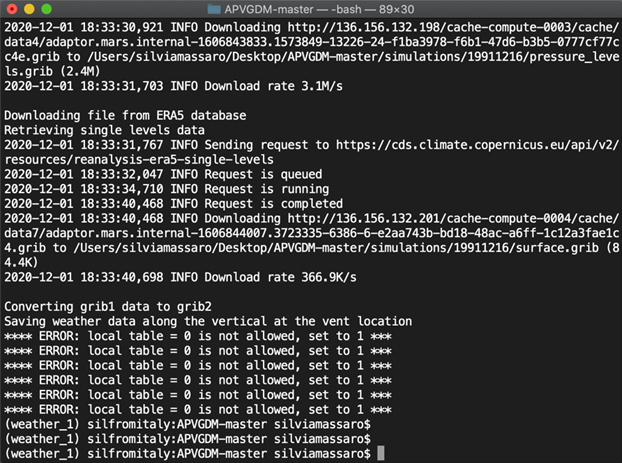 APVGDM-master — -bash — 89×30
2020-12-01 18:33:30,921 INFO Downloading http://136.156.132.198/cache-compute-0003/cache/
data4/adaptor.mars.internal-1606843833.1573849-13226-24-f1ba3978-f6b1-47d6-b3b5-0777cf77c
c4e.grib to /Users/silviamassaro/Desktop/APVGDM-master/simulations/19911216/pressure_leve
ls.grib (2.4M)
2020-12-01 18:33:31,703 INFO Download rate 3.1M/s
Downloading file from ERA5 database
Retrieving single levels data
2020-12-01 18:33:31,767 INFO Sending request to https://cds.climate.copernicus.eu/api/v2/
resources/reanalysis-era5-single-levels
2020-12-01 18:33:32,047 INFO Request is queued
2020-12-01 18:33:34,710 INFO Request is running
2020-12-01 18:33:40,468 INFO Request is completed
2020-12-01 18:33:40,468 INFO Downloading http://136.156.132.201/cache-compute-0004/cache/
data7/adaptor.mars.internal-1606844007.3723335-6386-6-e2aa743b-bd18-48ac-a6ff-1c12a3fae1c
4.grib to /Users/silviamassaro/Desktop/APVGDM-master/simulations/19911216/surface.grib (8
4.4K)
2020-12-01 18:33:40,698 INFO Download rate 366.9K/s
Converting grib1 data to grib2
Saving weather data along the vertical at the vent location
**** ERROR: local table = 0 is not allowed, set to 1 ***
**** ERROR: local table = 0 is not allowed, set to 1 ***
**** ERROR: local table = 0 is not allowed, set to 1 ***
**** ERROR: local table = 0 is not allowed, set to 1 ***
**** ERROR: local table = 0 is not allowed, set to 1 ***
**** ERROR: local table = 0 is not allowed, set to 1 ***
(weather_1) silfromitaly:APVGDM-master silviamassaro$
(weather_1) silfromitaly:APVGDM-master silviamassaro$
(weather_1) silfromitaly:APVGDM-master silviamassaro$